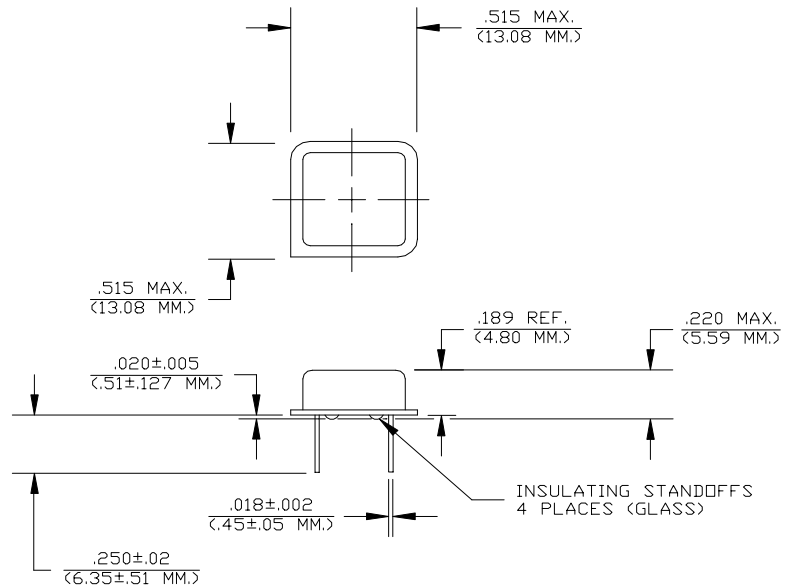 .515 MAX.
(13.08 MM.)
.515 MAX.
(13.08 MM.)
.189 REF.
(4.80 MM.)
.220 MAX.
(5.59 MM.)
.020±.005
(.51±.127 MM.)
.018±.002
(.45±.05 MM.)
INSULATING STANDOFFS
4 PLACES (GLASS)
.250±.02
(6.35±.51 MM.)